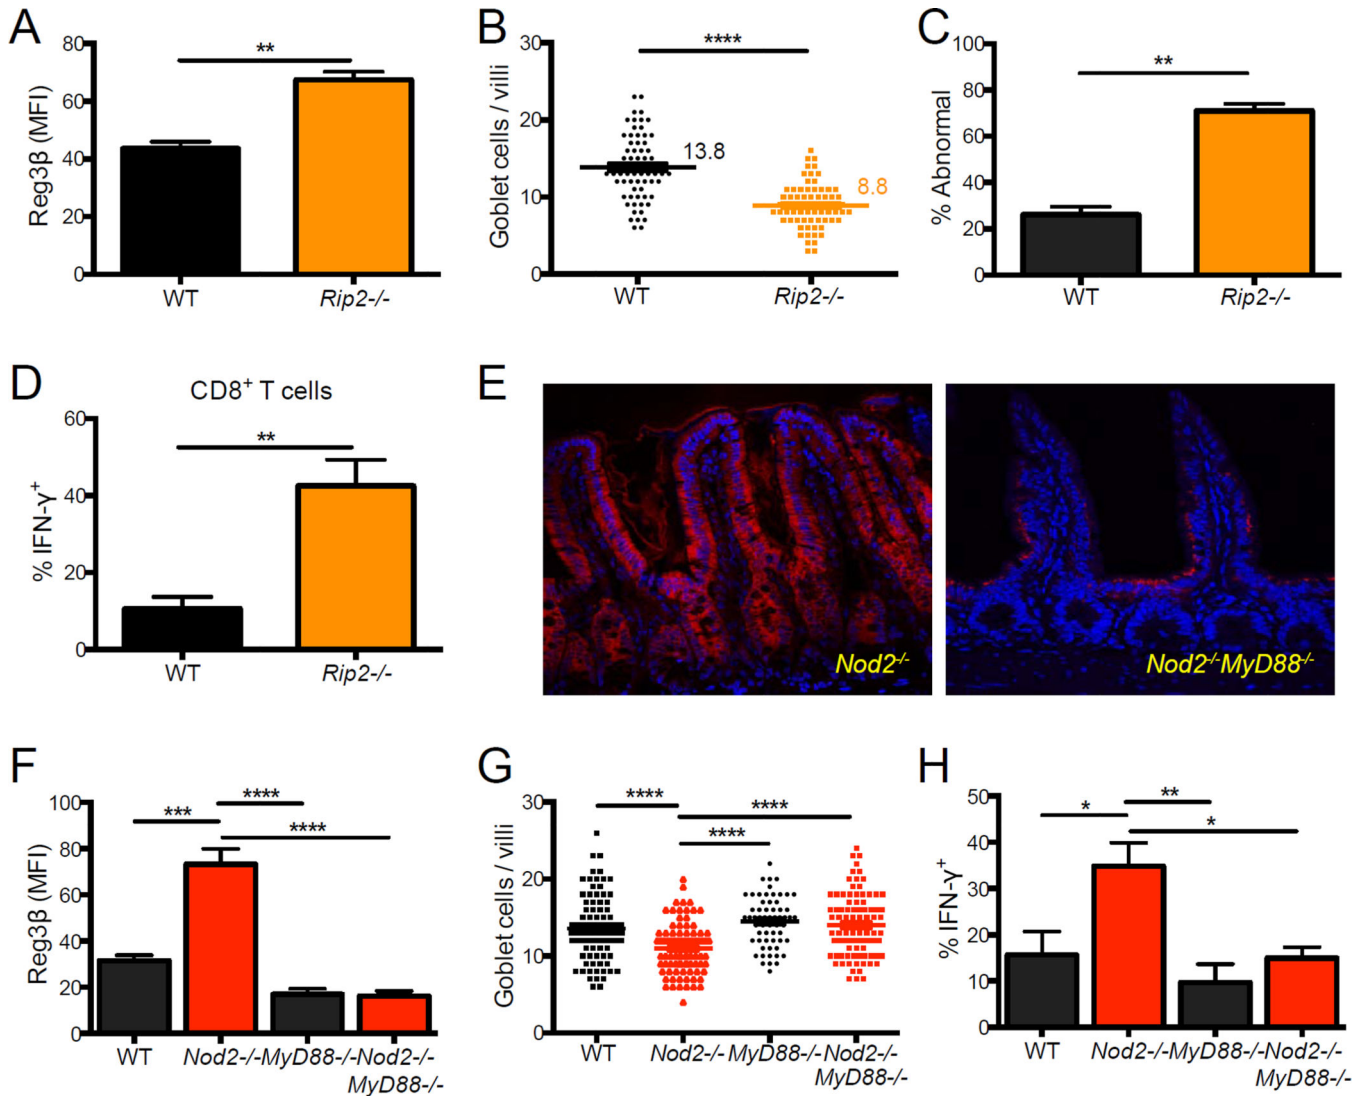 A
Reg3β (MFI)
80
60
40
20
0
**
WT
Rip2-/-
B
Goblet cells / villi
30
20
10
0
****
13.8
8.8
WT
Rip2-/-
C
% Abnormal
100
80
60
40
20
0
**
WT
Rip2-/-
D
CD8+ T cells
% IFN-γ+
60
40
20
0
**
WT
Rip2-/-
E
Nod2-/-
Nod2-/-MyD88-/-
F
Reg3β (MFI)
100
80
60
40
20
0
***
****
****
WT
Nod2-/-
MyD88-/-
Nod2-/-
MyD88-/-
G
Goblet cells / villi
30
20
10
0
****
****
****
WT
Nod2-/-
MyD88-/-
Nod2-/-
MyD88-/-
H
% IFN-γ+
50
40
30
20
10
0
*
**
*
WT
Nod2-/-
MyD88-/-
Nod2-/-
MyD88-/-